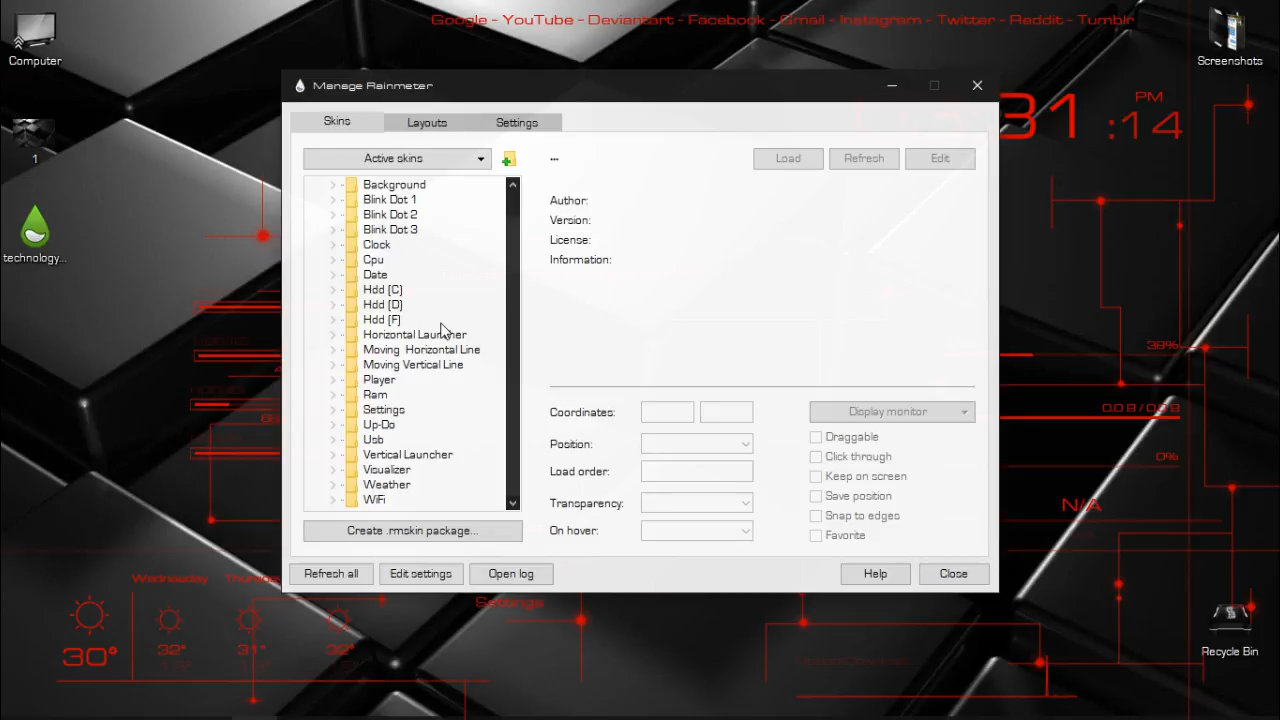 Google - YouTube - Deviantart - Facebook - Gmail - Instagram - Twitter - Reddit - Tumblr
Computer
Screenshots
Manage Rainmeter
31 PM
:14
Skins Layouts Settings
1
Active skins ... Load Refresh Edit
Background
Blink Dot 1
Blink Dot 2
Blink Dot 3
Clock
Cpu
Date
Hdd [C]
Hdd [D]
Hdd [F]
Horizontal Launcher
Moving Horizontal Line
Moving Vertical Line
Player
Ram
Settings
Up-Do
Usb
Vertical Launcher
Visualizer
Weather
WiFi
Author:
Version:
License:
Information:
technology...
38%
0%
N/A
Coordinates: Display monitor
Position:
Load order:
Transparency:
On hover:
Draggable
Click through
Keep on screen
Save position
Snap to edges
Favorite
Create .rmskin package...
Refresh all Edit settings Open log Help Close
Wednesday
Settings
30° 32° 31°
Recycle Bin